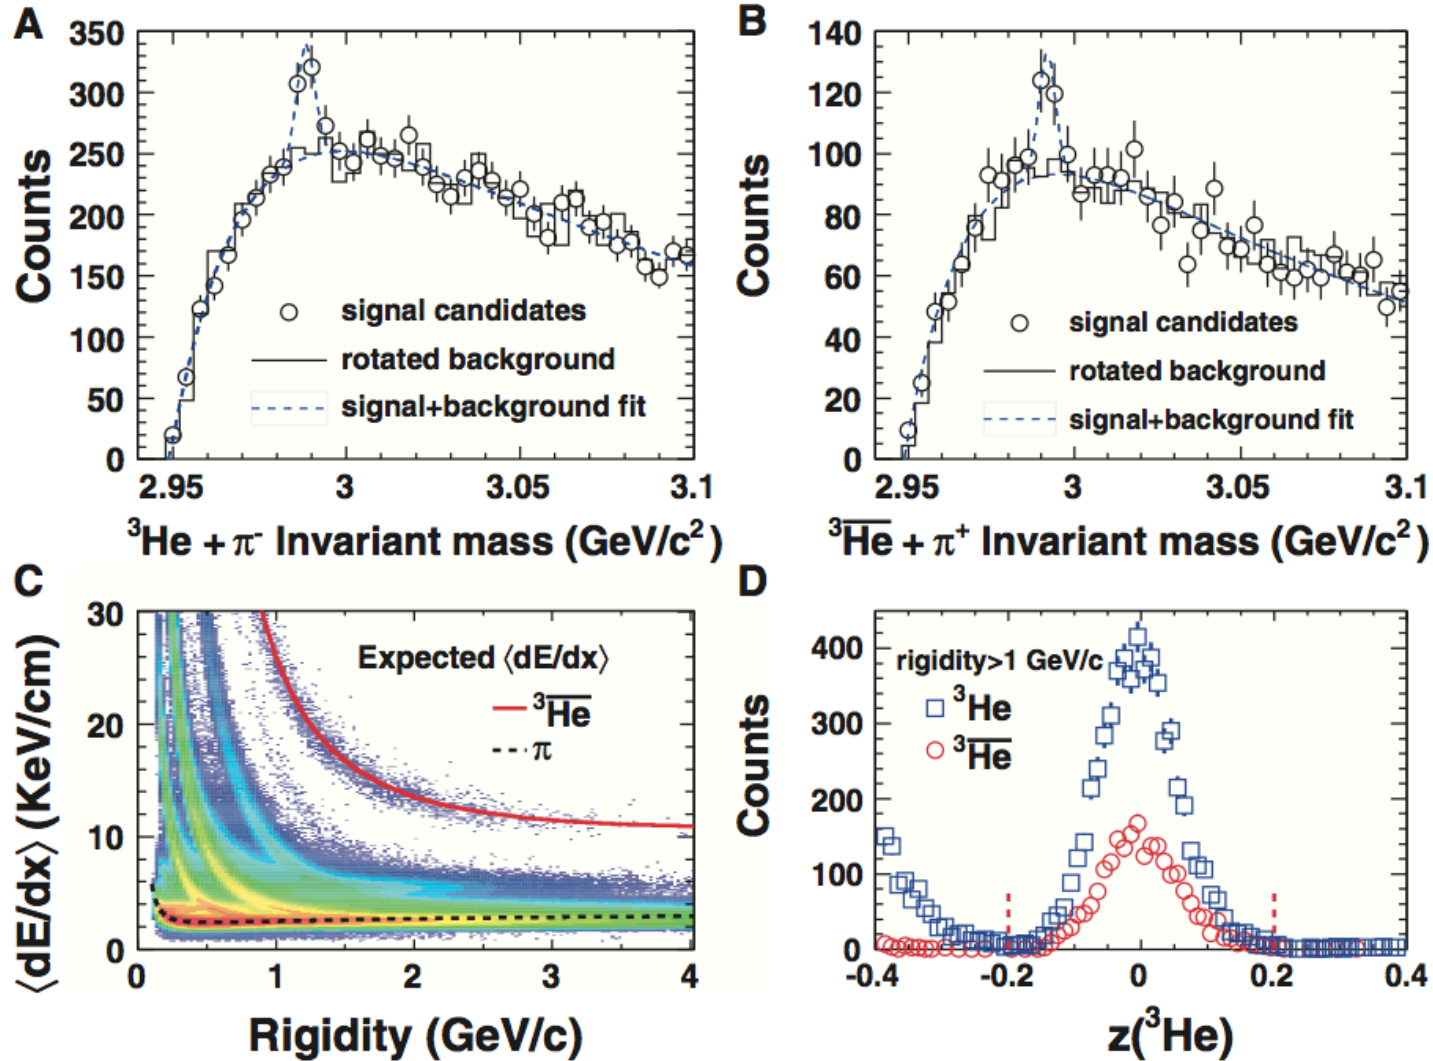 A
350
300
250
200
150
100
50
0
Counts
signal candidates
rotated background
signal+background fit
2.95 3 3.05 3.1
³He + π⁻ Invariant mass (GeV/c²)
B
140
120
100
80
60
40
20
0
Counts
signal candidates
rotated background
signal+background fit
2.95 3 3.05 3.1
³H̅e̅ + π⁺ Invariant mass (GeV/c²)
C
30
20
10
0
⟨dE/dx⟩ (KeV/cm)
Expected ⟨dE/dx⟩
³H̅e̅
π
0 1 2 3 4
Rigidity (GeV/c)
D
400
300
200
100
0
Counts
rigidity>1 GeV/c
³He
³H̅e̅
-0.4 -0.2 0 0.2 0.4
z(³He)